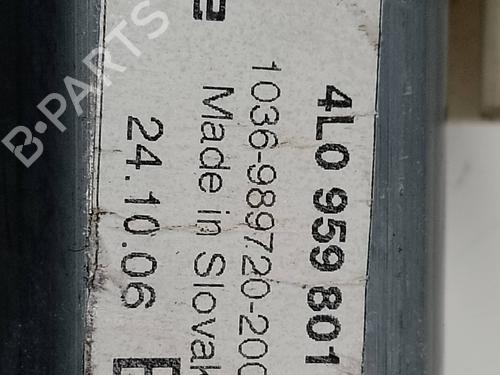 4L0 959 801
1036-989720-200
Made in Slovak
24.10.06
B-PARTS